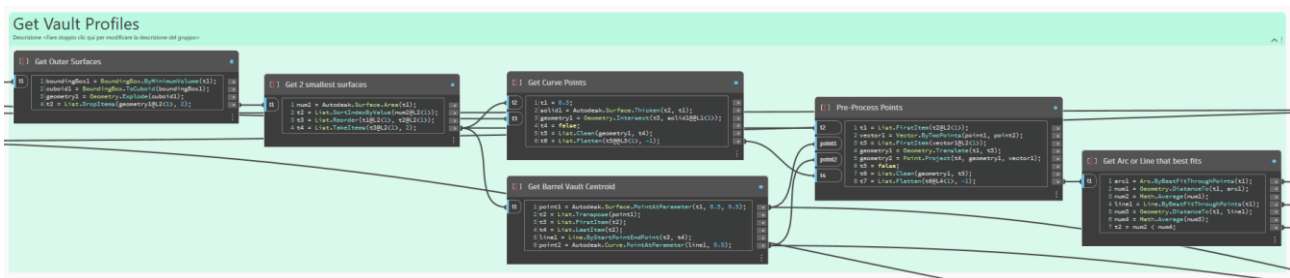 Get Vault Profiles
Descrizione <Fare doppio clic qui per modificare la descrizione del gruppo>
Get Outer Surfaces
t1
1 boundingBox1 = BoundingBox.ByMinimumVolume(t1);
2 cuboid1 = BoundingBox.ToCuboid(boundingBox1);
3 geometry1 = Geometry.Explode(cuboid1);
4 t2 = List.DropItems(geometry1@L2(1), 2);
Get 2 smallest surfaces
t1
1 num2 = Autodesk.Surface.Area(t1);
2 t2 = List.SortIndexByValue(num2@L2(1));
3 t3 = List.Reorder(t1@L2(1), t2@L2(1));
4 t4 = List.TakeItems(t3@L2(1), 2);
Get Curve Points
t2
t3
1 t1 = 0.5;
2 solid1 = Autodesk.Surface.Thicken(t2, t1);
3 geometry1 = Geometry.Intersect(t3, solid1@@L1(1));
4 t4 = false;
5 t5 = List.Clean(geometry1, t4);
6 t6 = List.Flatten(t5@@L3(1), -1);
Get Barrel Vault Centroid
t1
1 point1 = Autodesk.Surface.PointAtParameter(t1, 0.5, 0.5);
2 t2 = List.Transpose(point1);
3 t3 = List.FirstItem(t2);
4 t4 = List.LastItem(t2);
5 line1 = Line.ByStartPointEndPoint(t3, t4);
6 point2 = Autodesk.Curve.PointAtParameter(line1, 0.5);
Pre-Process Points
t2
point1
point2
t4
1 t1 = List.FirstItem(t2@L2(1));
2 vector1 = Vector.ByTwoPoints(point1, point2);
3 t3 = List.FirstItem(vector1@L2(1));
4 geometry1 = Geometry.Translate(t1, t3);
5 geometry2 = Point.Project(t4, geometry1, vector1);
6 t5 = false;
7 t6 = List.Clean(geometry1, t5);
8 t7 = List.Flatten(t6@L4(1), -1);
Get Arc or Line that best fits
t1
1 arc1 = Arc.ByBestFitThroughPoints(t1);
2 num1 = Geometry.DistanceTo(t1, arc1);
3 num2 = Math.Average(num1);
4 line1 = Line.ByBestFitThroughPoints(t1);
5 num3 = Geometry.DistanceTo(t1, line1);
6 num4 = Math.Average(num3);
7 t2 = num2 < num4;